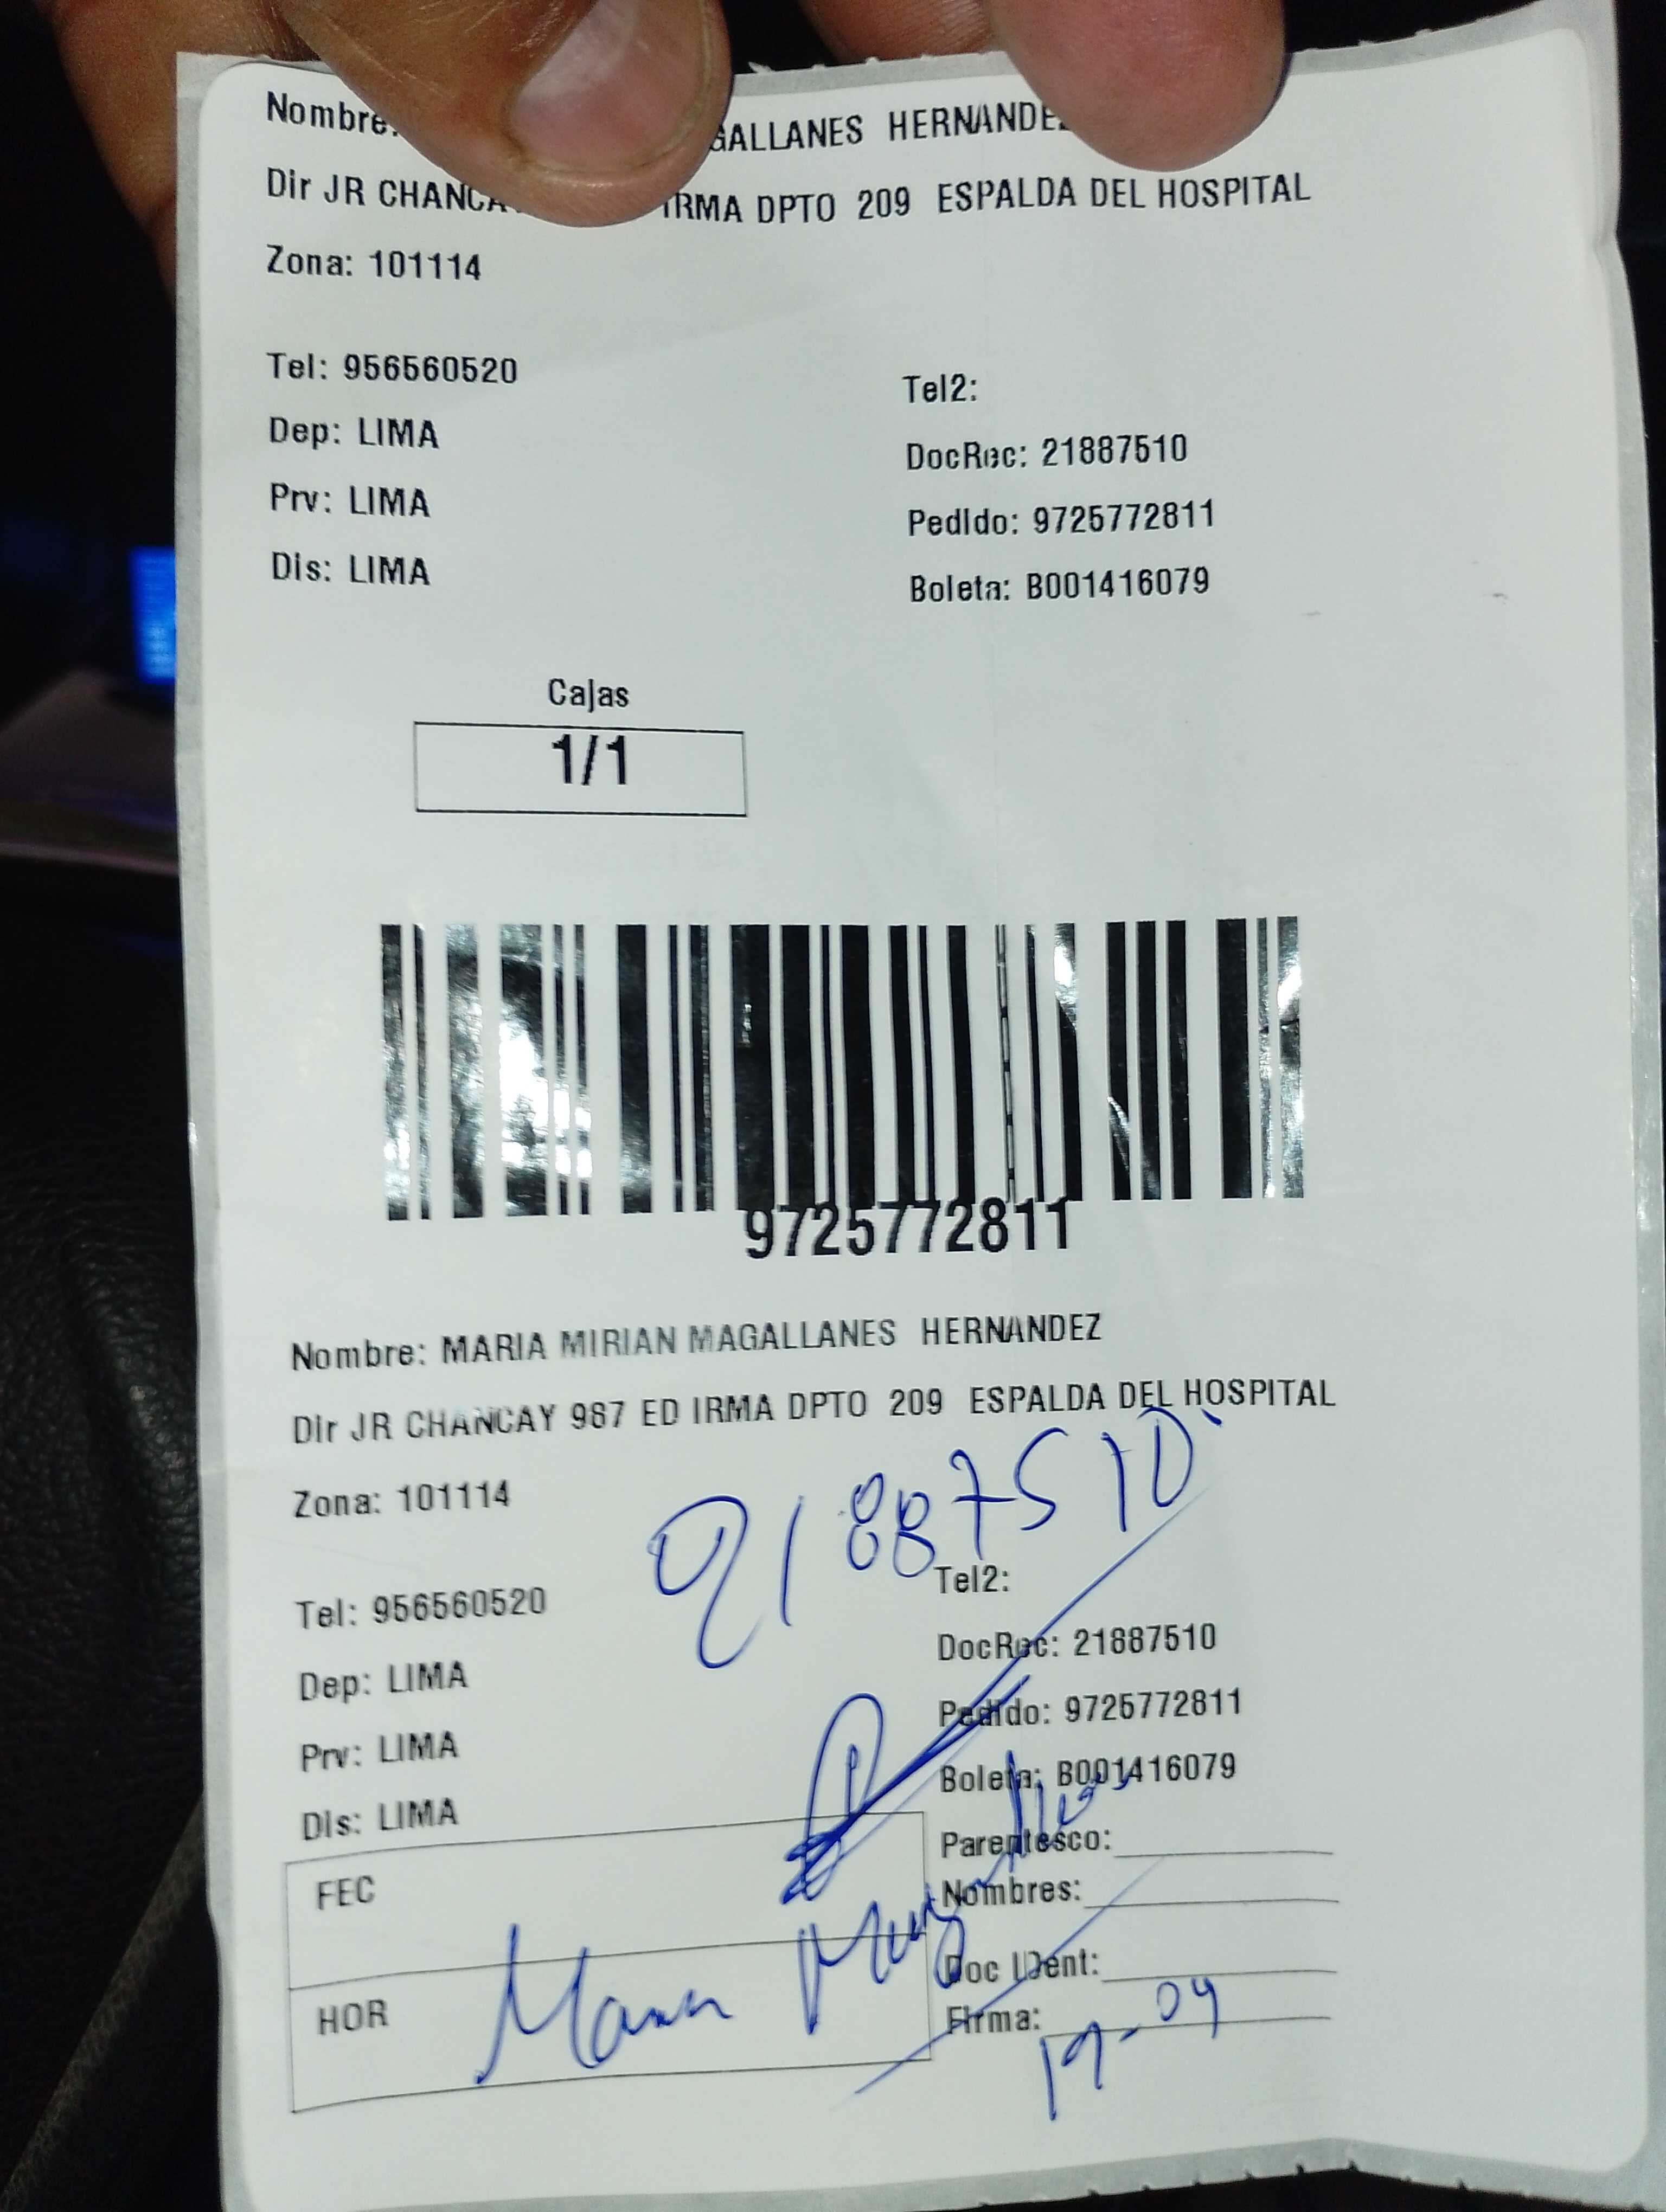 Nombre: GALLANES HERNANDEZ
Dir JR CHANCAY IRMA DPTO 209 ESPALDA DEL HOSPITAL
Zona: 101114
Tel: 956560520
Tel2:
Dep: LIMA
DocRec: 21887510
Prv: LIMA
Pedido: 9725772811
Dis: LIMA
Boleta: B001416079
Cajas
1/1
9725772811
Nombre: MARIA MIRIAN MAGALLANES HERNANDEZ
Dir JR CHANCAY 987 ED IRMA DPTO 209 ESPALDA DEL HOSPITAL
Zona: 101114
21887510
Tel: 956560520
Tel2:
Dep: LIMA
DocRec: 21887510
Prv: LIMA
Pedido: 9725772811
Dis: LIMA
Boleta: B001416079
Parentesco:
FEC
Nombres:
Doc IDent:
HOR
Firma:
19-09